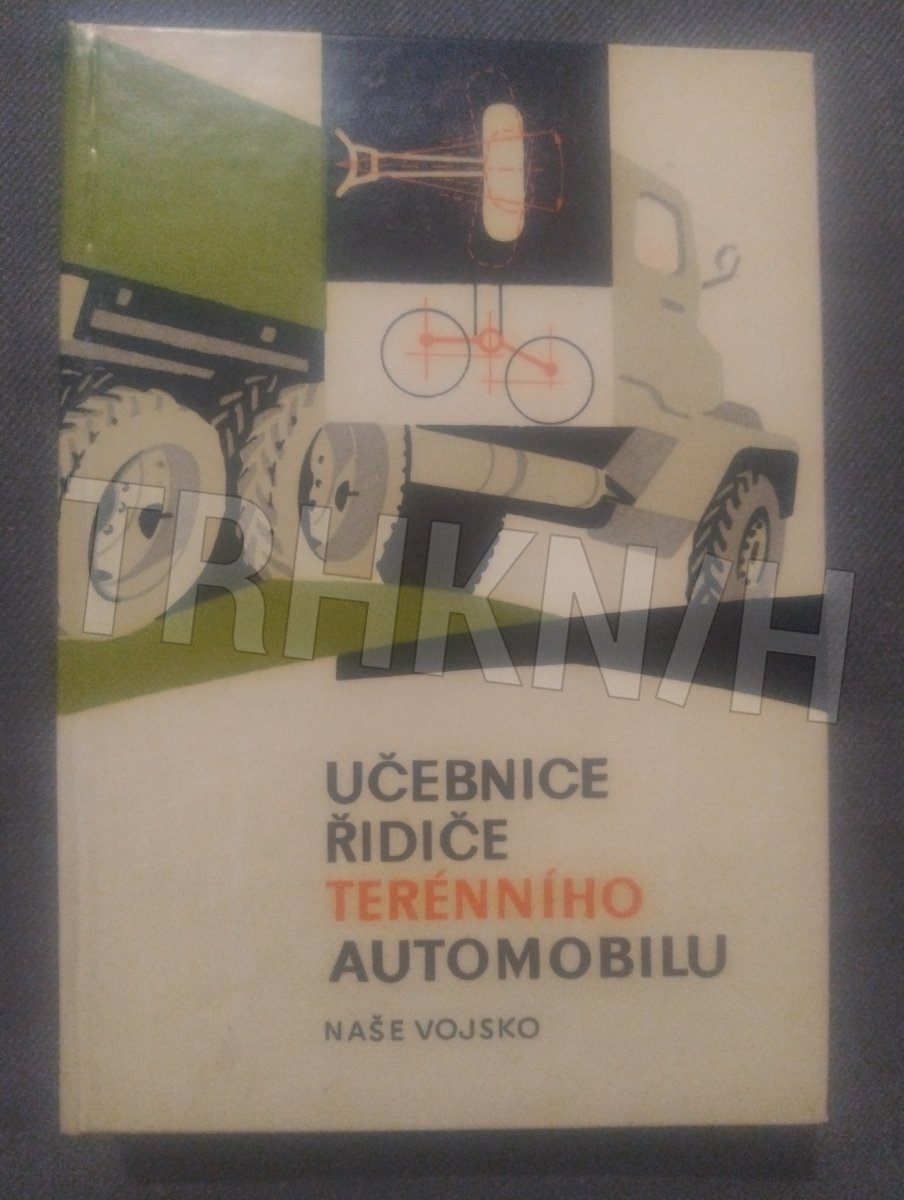 TRHKNIH
UČEBNICE
ŘIDIČE
TERÉNNÍHO
AUTOMOBILU
NAŠE VOJSKO